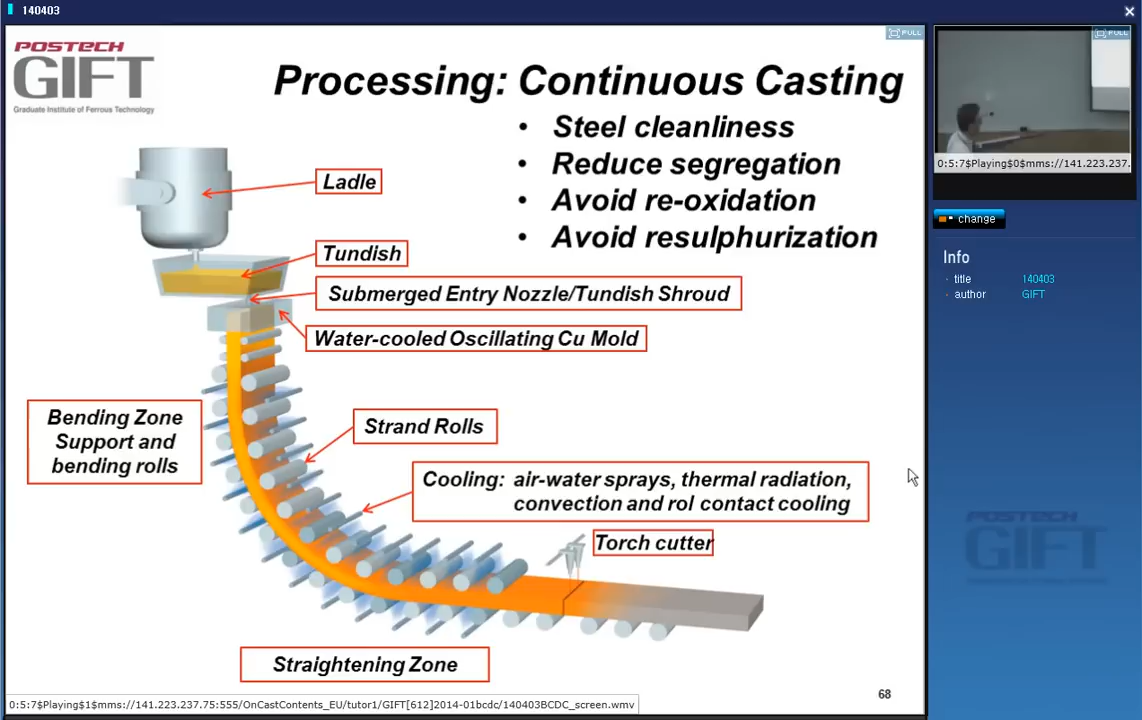 140403
FULL
POSTECH
GIFT
Graduate Institute of Ferrous Technology
Processing: Continuous Casting
• Steel cleanliness
• Reduce segregation
• Avoid re-oxidation
• Avoid resulphurization
Ladle
Tundish
Submerged Entry Nozzle/Tundish Shroud
Water-cooled Oscillating Cu Mold
Bending Zone
Support and
bending rolls
Strand Rolls
Cooling: air-water sprays, thermal radiation,
convection and rol contact cooling
Torch cutter
Straightening Zone
68
0:5:7$Playing$1$mms://141.223.237.75:555/OnCastContents_EU/tutor1/GIFT[612]2014-01bcdc/140403BCDC_screen.wmv
FULL
0:5:7$Playing$0$mms://141.223.237.
change
Info
title 140403
author GIFT
POSTECH
GIFT